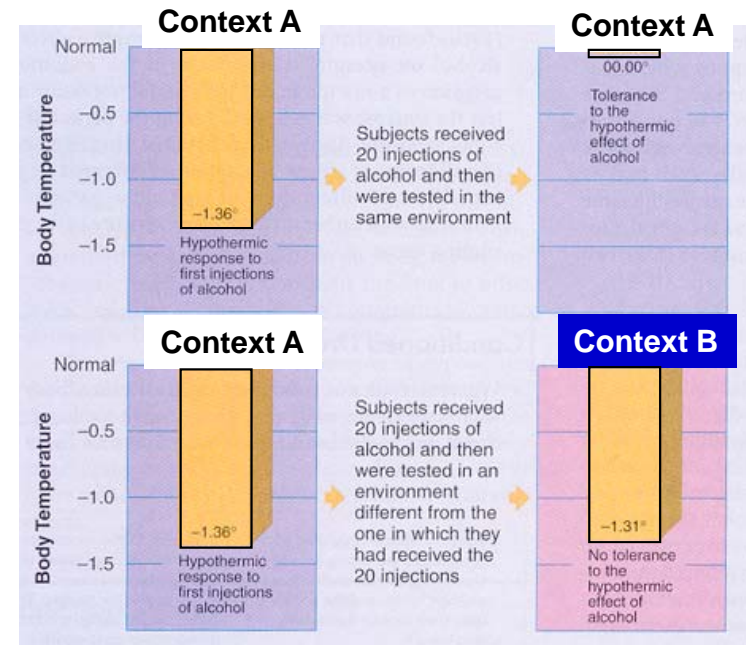 Context A
Normal
–0.5
–1.0
–1.5
Body Temperature
–1.36°
Hypothermic
response to
first injections
of alcohol
Subjects received
20 injections of
alcohol and then
were tested in the
same environment
Context A
00.00°
Tolerance
to the
hypothermic
effect of
alcohol
Context A
Normal
–0.5
–1.0
–1.5
Body Temperature
–1.36°
Hypothermic
response to
first injections
of alcohol
Subjects received
20 injections of
alcohol and then
were tested in an
environment
different from the
one in which they
had received the
20 injections
Context B
–1.31°
No tolerance
to the
hypothermic
effect of
alcohol